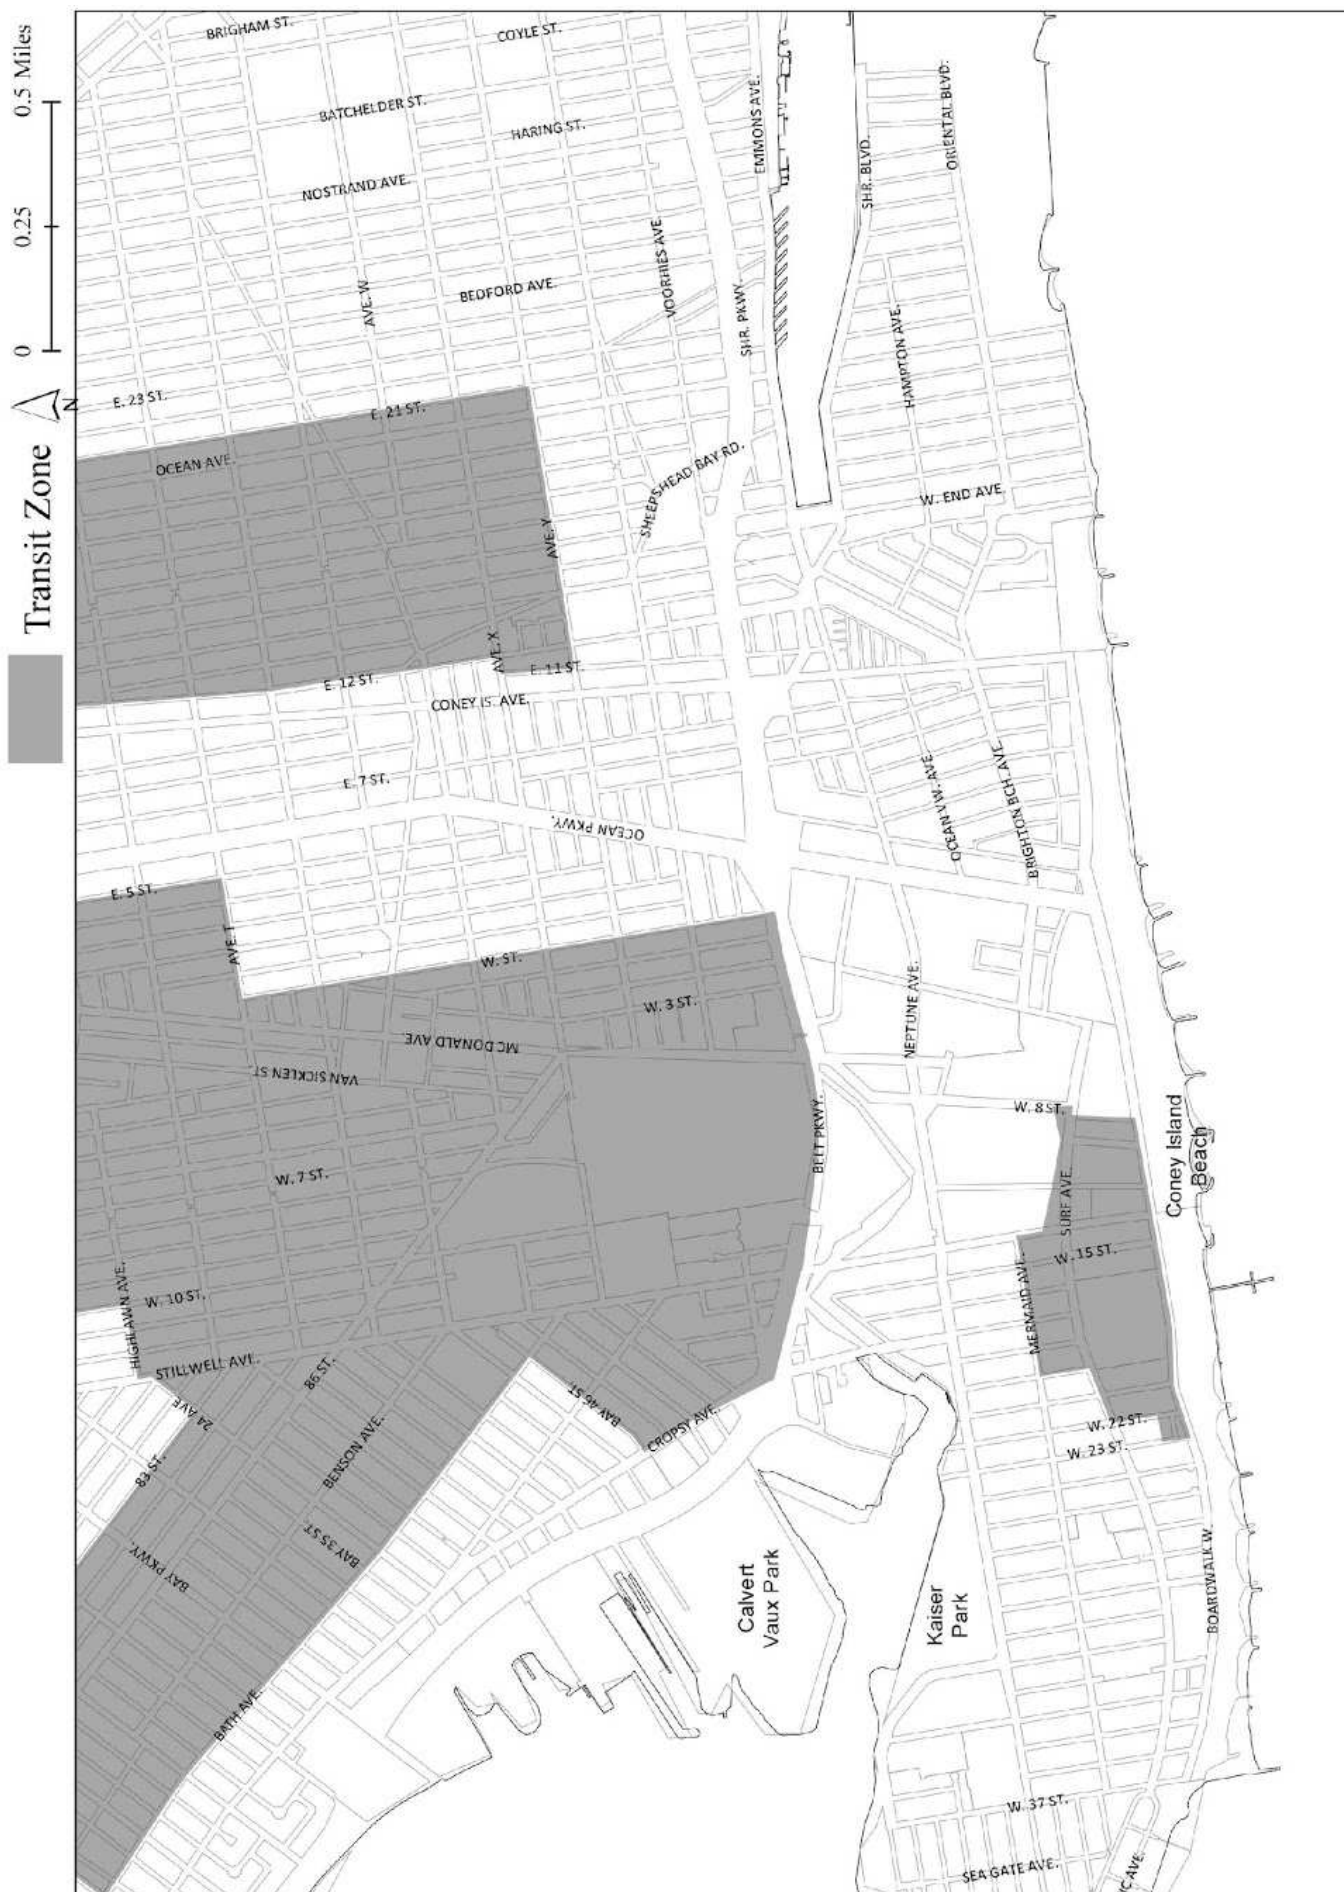 Transit Zone
N
0
0.25
0.5 Miles
BRIGHAM ST.
COYLE ST.
BATCHELDER ST.
HARING ST.
EMMONS AVE.
ORIENTAL BLVD.
SHR. BLVD.
NOSTRAND AVE.
VOORHIES AVE.
AVE. W
BEDFORD AVE.
SHR. PKWY.
HAMPTON AVE.
E. 23 ST.
E. 21 ST.
OCEAN AVE.
SHEEPSHEAD BAY RD.
W. END AVE.
AVE. Y
AVE. X
E. 11 ST.
E. 12 ST.
CONEY IS. AVE.
E. 7 ST.
OCEAN PKWY.
OCEAN VW. AVE
BRIGHTON BCH. AVE.
E. 5 ST.
AVE. T
W. ST.
W. 3 ST.
NEPTUNE AVE.
MCDONALD AVE
VAN SICKLEN ST.
BELT PKWY.
W. 8 ST.
Coney Island
Beach
W. 7 ST.
SURF AVE.
W. 15 ST.
MERMAID AVE.
HIGHLAWN AVE.
W. 10 ST.
STILLWELL AVE.
86 ST.
24 AVE.
BAY 46 ST.
CROPSY AVE.
W. 22 ST.
W. 23 ST.
83 ST.
BENSON AVE.
BAY 35 ST.
BAY PKWY.
BOARDWALK W.
Calvert
Vaux Park
Kaiser
Park
BATH AVE.
W. 37 ST.
SEA GATE AVE.
IC AVE.